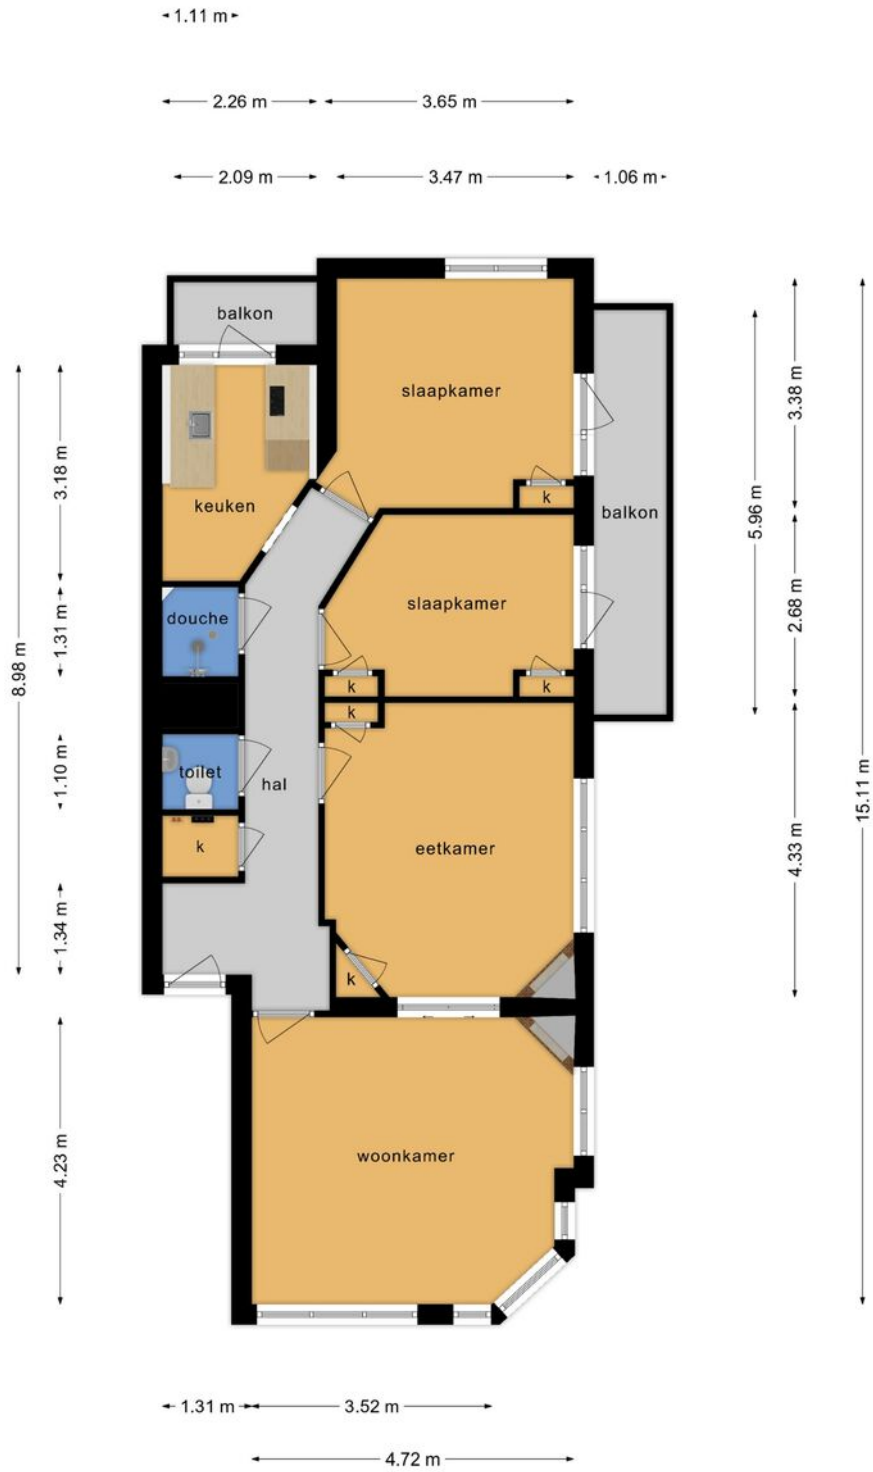 1.11 m
2.26 m
3.65 m
2.09 m
3.47 m
1.06 m
balkon
slaapkamer
3.38 m
3.18 m
keuken
k
balkon
5.96 m
slaapkamer
2.68 m
douche
1.31 m
8.98 m
k
k
k
toilet
1.10 m
hal
15.11 m
k
eetkamer
4.33 m
1.34 m
k
woonkamer
4.23 m
1.31 m
3.52 m
4.72 m